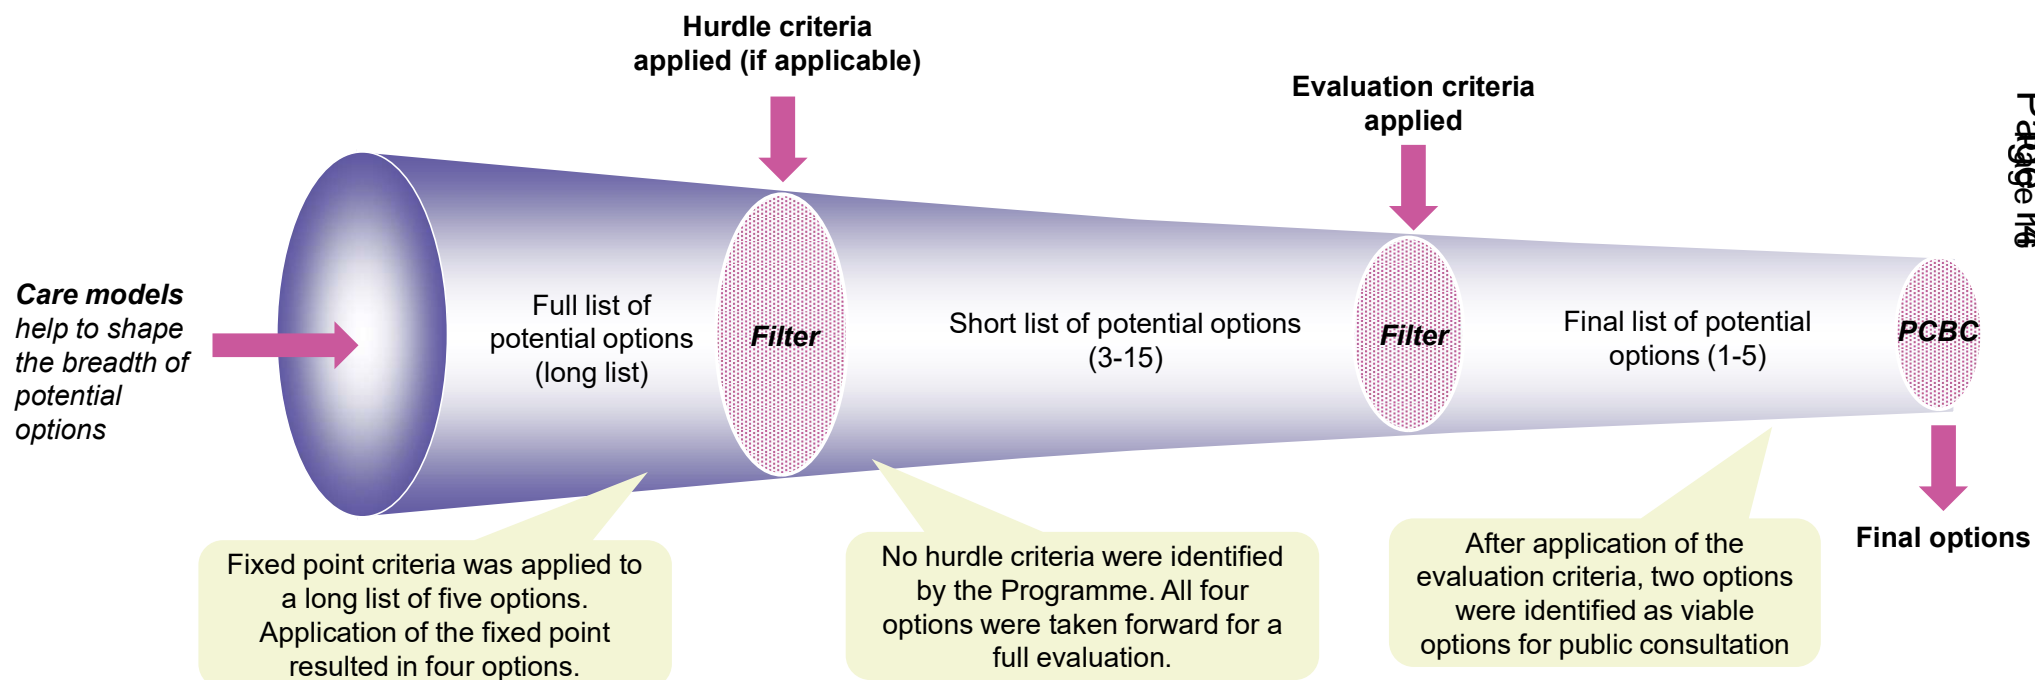 Hurdle criteria
applied (if applicable)
Evaluation criteria
applied
Care models
help to shape
the breadth of
potential
options
Full list of
potential options
(long list)
Filter
Short list of potential options
(3-15)
Filter
Final list of potential
options (1-5)
PCBC
Final options
Fixed point criteria was applied to
a long list of five options.
Application of the fixed point
resulted in four options.
No hurdle criteria were identified
by the Programme. All four
options were taken forward for a
full evaluation.
After application of the
evaluation criteria, two options
were identified as viable
options for public consultation